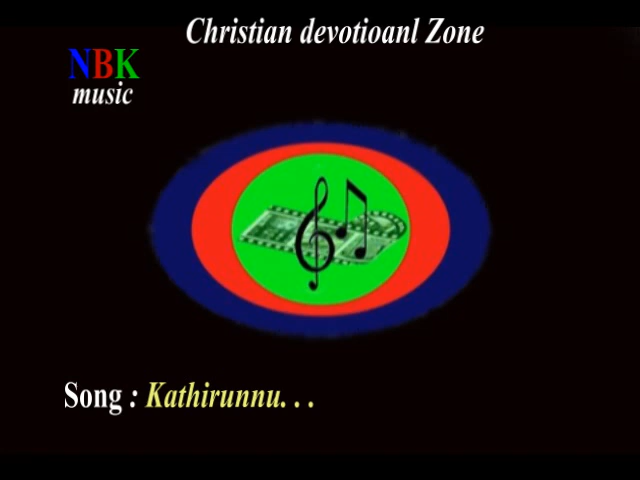 Christian devotioanl Zone
NBK
music
Song : Kathirunnu. . .